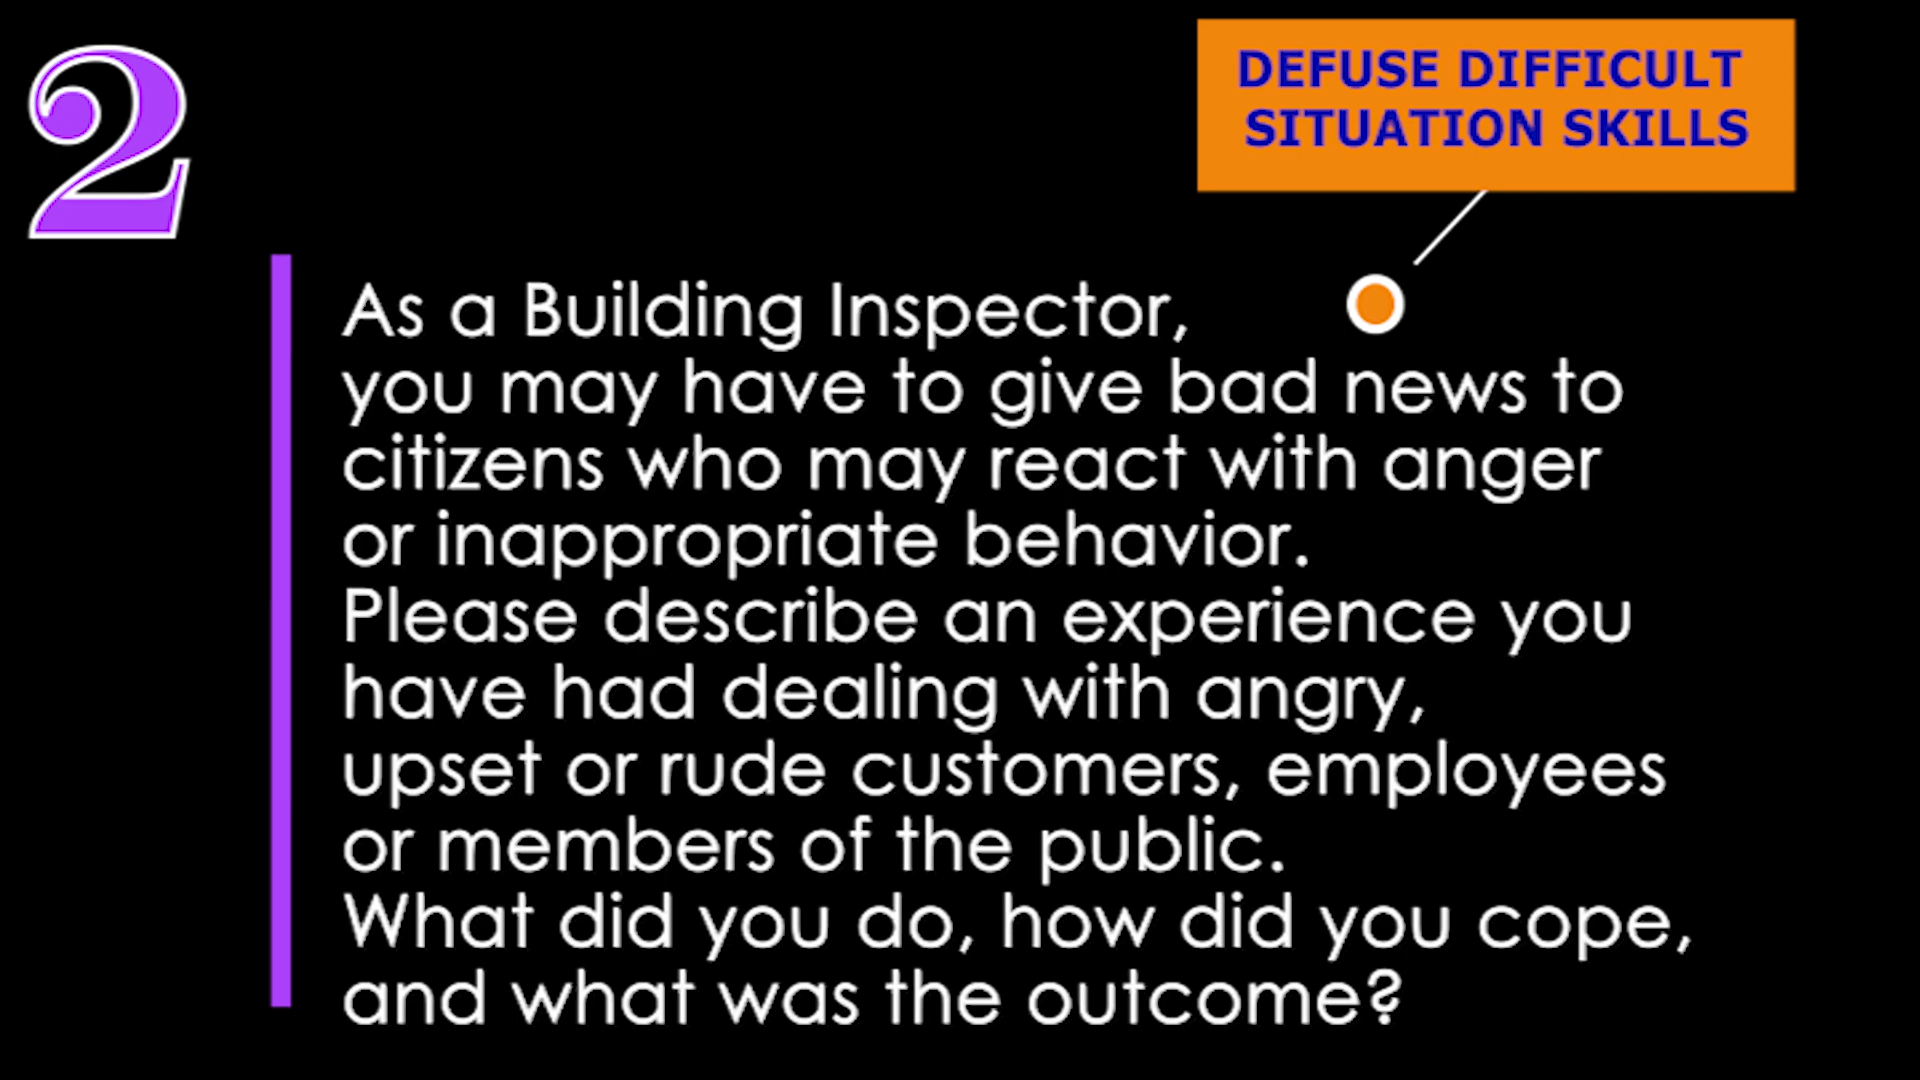 2
DEFUSE DIFFICULT
SITUATION SKILLS
As a Building Inspector,
you may have to give bad news to
citizens who may react with anger
or inappropriate behavior.
Please describe an experience you
have had dealing with angry,
upset or rude customers, employees
or members of the public.
What did you do, how did you cope,
and what was the outcome?